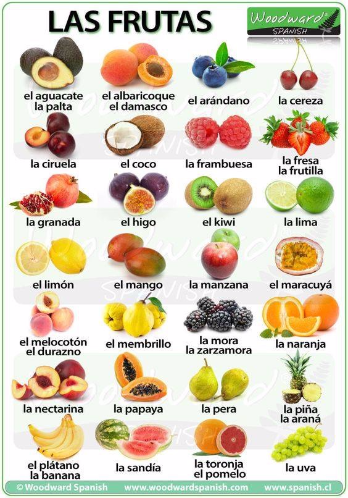 LAS FRUTAS
Woodward®
SPANISH
el aguacate
la palta
el albaricoque
el damasco
el arándano
la cereza
la ciruela
el coco
la frambuesa
la fresa
la frutilla
la granada
el higo
el kiwi
la lima
el limón
el mango
la manzana
el maracuyá
el melocotón
el durazno
el membrillo
la mora
la zarzamora
la naranja
la nectarina
la papaya
la pera
la piña
la araná
el plátano
la banana
la sandía
la toronja
el pomelo
la uva
© Woodward Spanish
www.woodwardspanish.com
www.spanish.cl